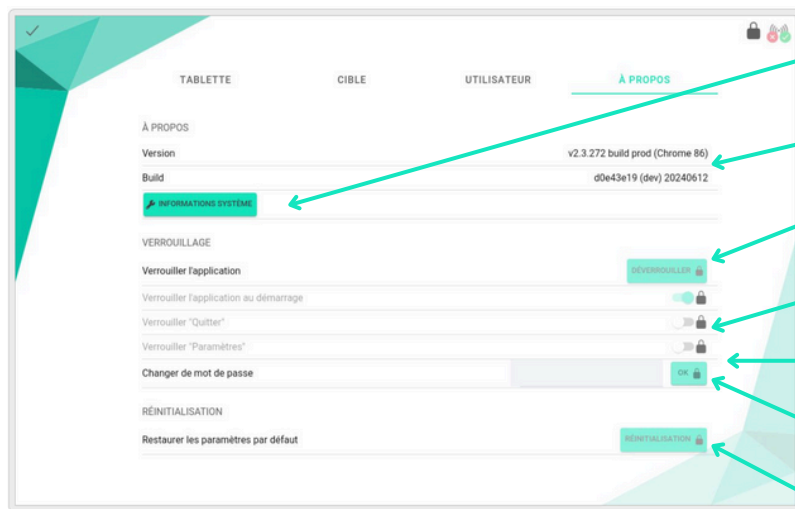 TABLETTE CIBLE UTILISATEUR À PROPOS
À PROPOS
Version v2.3.272 build prod (Chrome 86)
Build d0e43e19 (dev) 20240612
INFORMATIONS SYSTÈME
VERROUILLAGE
Verrouiller l'application DÉVERROUILLER
Verrouiller l'application au démarrage
Verrouiller "Quitter"
Verrouiller "Paramètres"
Changer de mot de passe OK
RÉINITIALISATION
Restaurer les paramètres par défaut RÉINITIALISATION